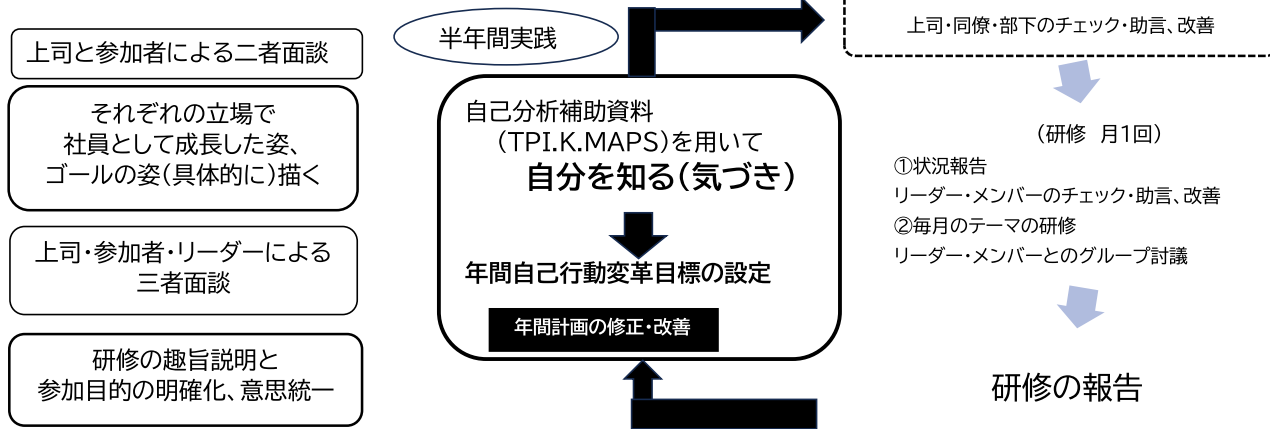 上司と参加者による二者面談
それぞれの立場で
社員として成長した姿、
ゴールの姿(具体的に)描く
上司・参加者・リーダーによる
三者面談
研修の趣旨説明と
参加目的の明確化、意思統一
半年間実践
自己分析補助資料
(TPI.K.MAPS)を用いて
自分を知る(気づき)
年間自己行動変革目標の設定
年間計画の修正・改善
上司・同僚・部下のチェック・助言、改善
(研修 月1回)
①状況報告
リーダー・メンバーのチェック・助言、改善
②毎月のテーマの研修
リーダー・メンバーとのグループ討議
研修の報告